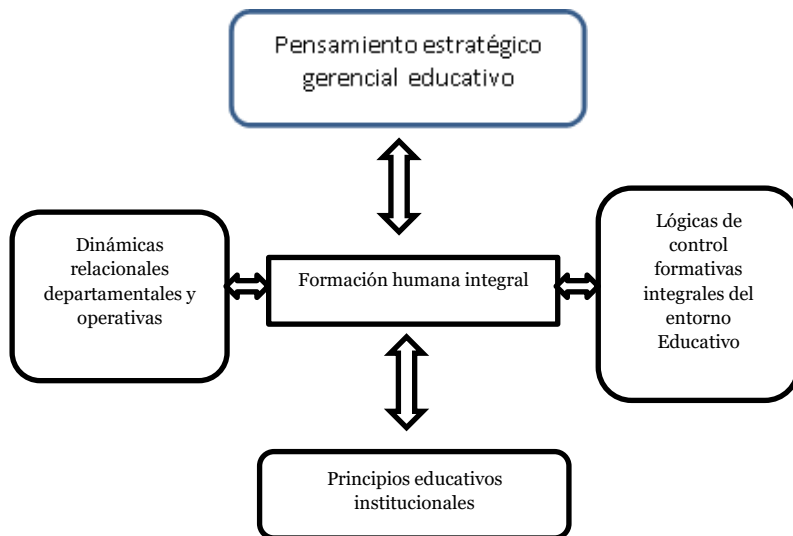 Pensamiento estratégico
gerencial educativo
Dinámicas
relacionales
departamentales y
operativas
Formación humana integral
Lógicas de
control
formativas
integrales del
entorno
Educativo
Principios educativos
institucionales